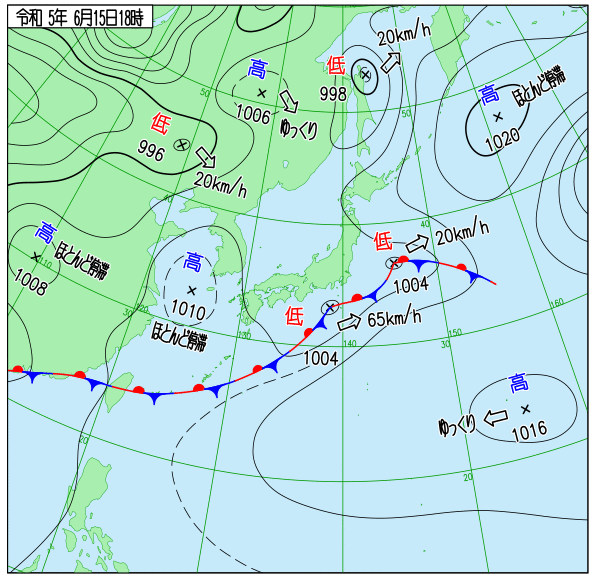 令和 5年 6月15日18時
20km/h
低
998
高
1006
ゆっくり
高
ほとんど停滞
1020
低
996
20km/h
50
50
40
40
高
ほとんど停滞
110
1008
高
1010
ほとんど停滞
低
20km/h
1004
低
65km/h
1004
30
120
130
140
30
150
160
高
1016
ゆっくり
20
20